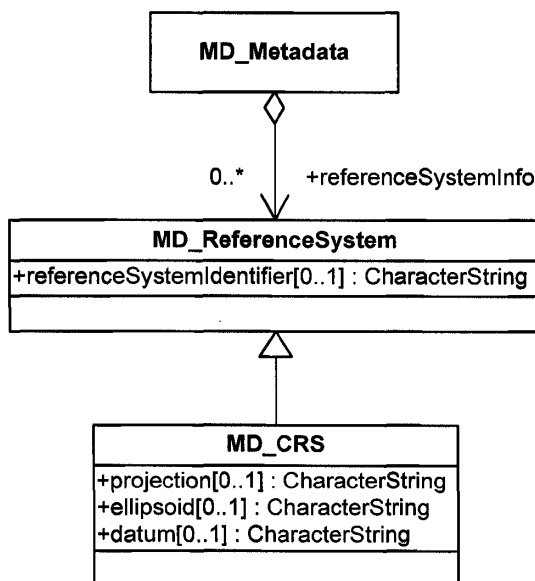 MD_Metadata
0..* +referenceSystemInfo
MD_ReferenceSystem
+referenceSystemIdentifier[0..1] : CharacterString
MD_CRS
+projection[0..1] : CharacterString
+ellipsoid[0..1] : CharacterString
+datum[0..1] : CharacterString